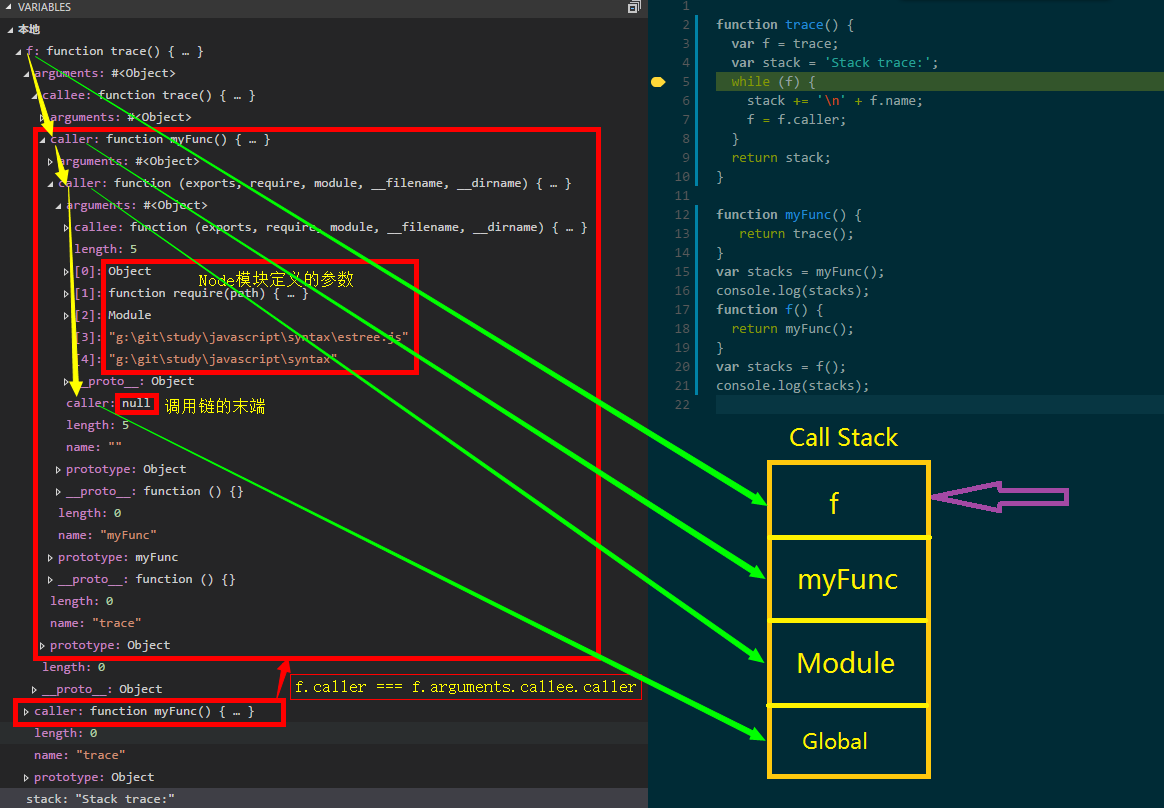 VARIABLES
本地
f: function trace() { … }
arguments: #<Object>
callee: function trace() { … }
arguments: #<Object>
caller: function myFunc() { … }
arguments: #<Object>
caller: function (exports, require, module, __filename, __dirname) { … }
arguments: #<Object>
callee: function (exports, require, module, __filename, __dirname) { … }
length: 5
[0]: Object
Node模块定义的参数
[1]: function require(path) { … }
[2]: Module
[3]: "g:\git\study\javascript\syntax\estree.js"
[4]: "g:\git\study\javascript\syntax"
__proto__: Object
caller: null 调用链的末端
length: 5
name: ""
prototype: Object
__proto__: function () {}
length: 0
name: "myFunc"
prototype: myFunc
__proto__: function () {}
length: 0
name: "trace"
prototype: Object
length: 0
f.caller === f.arguments.callee.caller
__proto__: Object
caller: function myFunc() { … }
length: 0
name: "trace"
prototype: Object
stack: "Stack trace:"
1
2 function trace() {
3 var f = trace;
4 var stack = 'Stack trace:';
5 while (f) {
6 stack += '\n' + f.name;
7 f = f.caller;
8 }
9 return stack;
10 }
11
12 function myFunc() {
13 return trace();
14 }
15 var stacks = myFunc();
16 console.log(stacks);
17 function f() {
18 return myFunc();
19 }
20 var stacks = f();
21 console.log(stacks);
22
Call Stack
f
myFunc
Module
Global